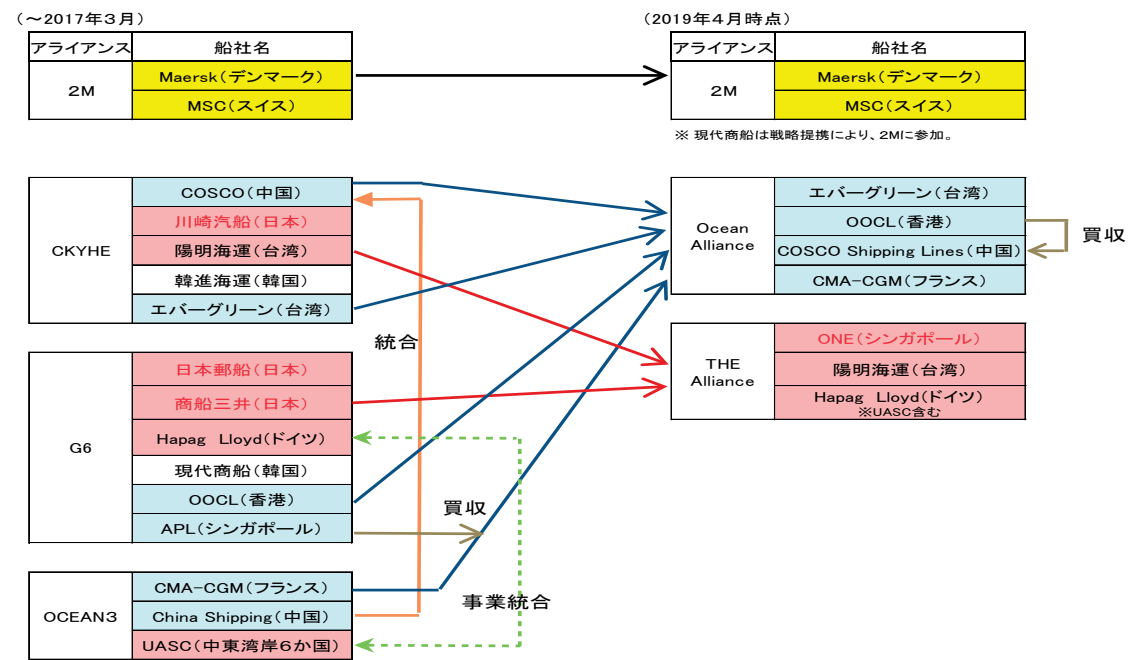 (～2017年3月)
アライアンス 船社名
2M
Maersk(デンマーク)
MSC(スイス)
CKYHE
COSCO(中国)
川崎汽船(日本)
陽明海運(台湾)
韓進海運(韓国)
エバーグリーン(台湾)
G6
日本郵船(日本)
商船三井(日本)
Hapag Lloyd(ドイツ)
現代商船(韓国)
OOCL(香港)
APL(シンガポール)
OCEAN3
CMA-CGM(フランス)
China Shipping(中国)
UASC(中東湾岸6か国)
統合
買収
事業統合
(2019年4月時点)
アライアンス 船社名
2M
Maersk(デンマーク)
MSC(スイス)
※ 現代商船は戦略提携により、2Mに参加。
Ocean
Alliance
エバーグリーン(台湾)
OOCL(香港)
COSCO Shipping Lines(中国)
CMA-CGM(フランス)
買収
THE
Alliance
ONE(シンガポール)
陽明海運(台湾)
Hapag Lloyd(ドイツ)
※UASC含む